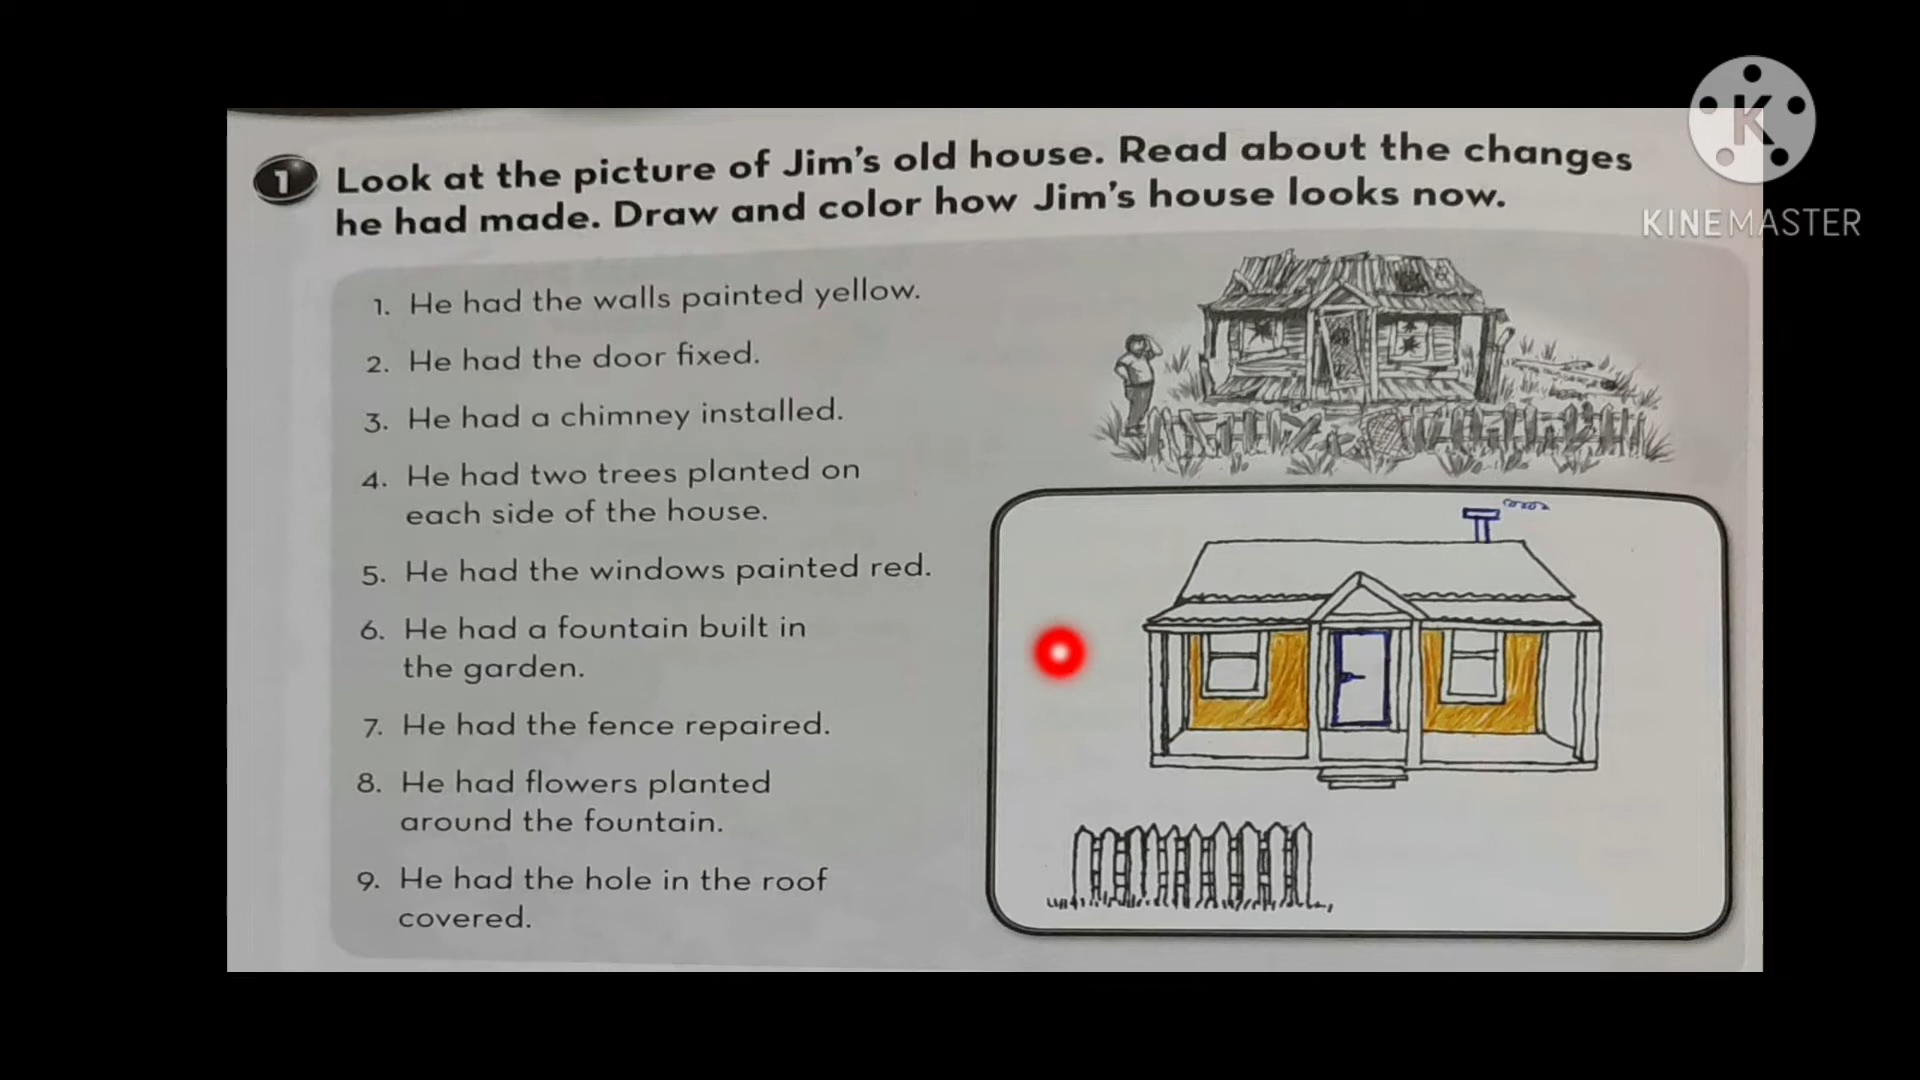 K
KINEMASTER
1 Look at the picture of Jim's old house. Read about the changes
he had made. Draw and color how Jim's house looks now.
1. He had the walls painted yellow.
2. He had the door fixed.
3. He had a chimney installed.
4. He had two trees planted on
each side of the house.
5. He had the windows painted red.
6. He had a fountain built in
the garden.
7. He had the fence repaired.
8. He had flowers planted
around the fountain.
9. He had the hole in the roof
covered.